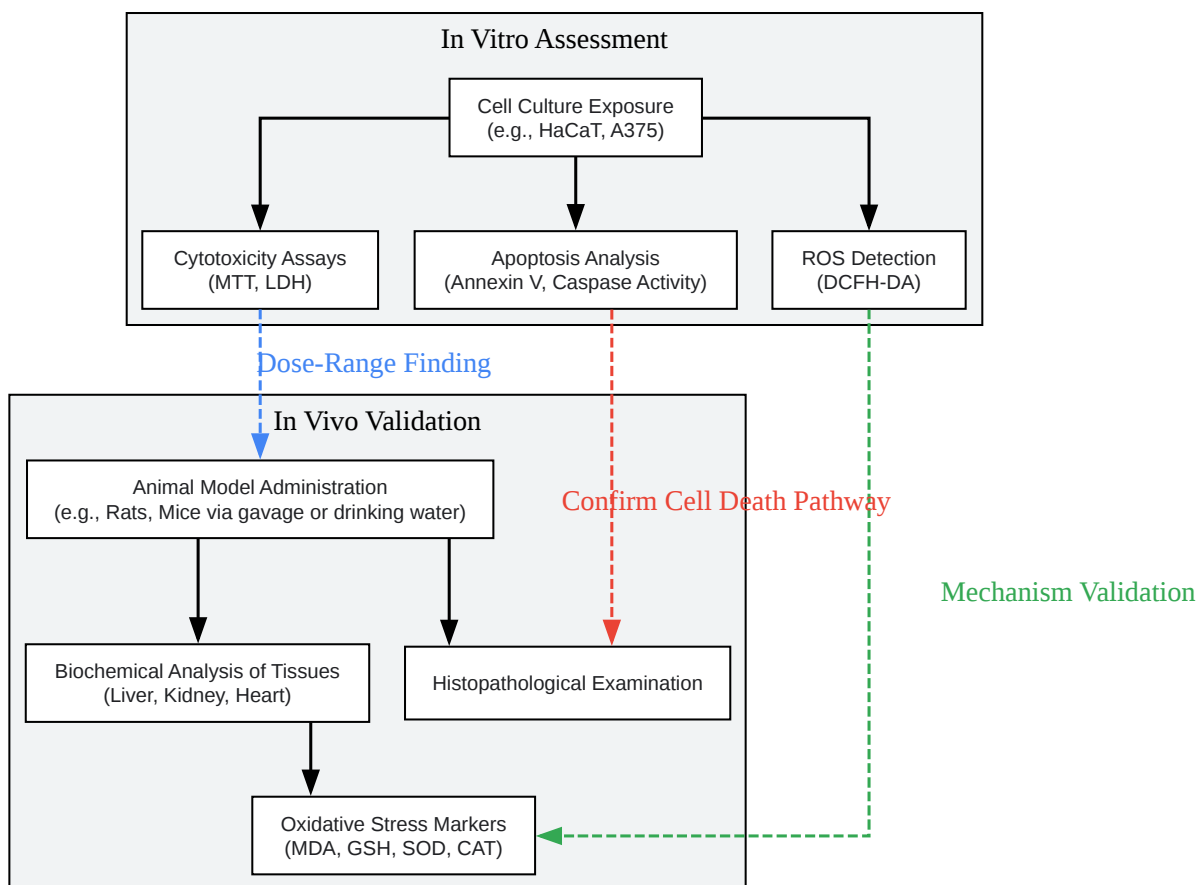 In Vitro Assessment
Cell Culture Exposure
(e.g., HaCaT, A375)
Cytotoxicity Assays
(MTT, LDH)
Apoptosis Analysis
(Annexin V, Caspase Activity)
ROS Detection
(DCFH-DA)
Dose-Range Finding
In Vivo Validation
Animal Model Administration
(e.g., Rats, Mice via gavage or drinking water)
Confirm Cell Death Pathway
Mechanism Validation
Biochemical Analysis of Tissues
(Liver, Kidney, Heart)
Histopathological Examination
Oxidative Stress Markers
(MDA, GSH, SOD, CAT)